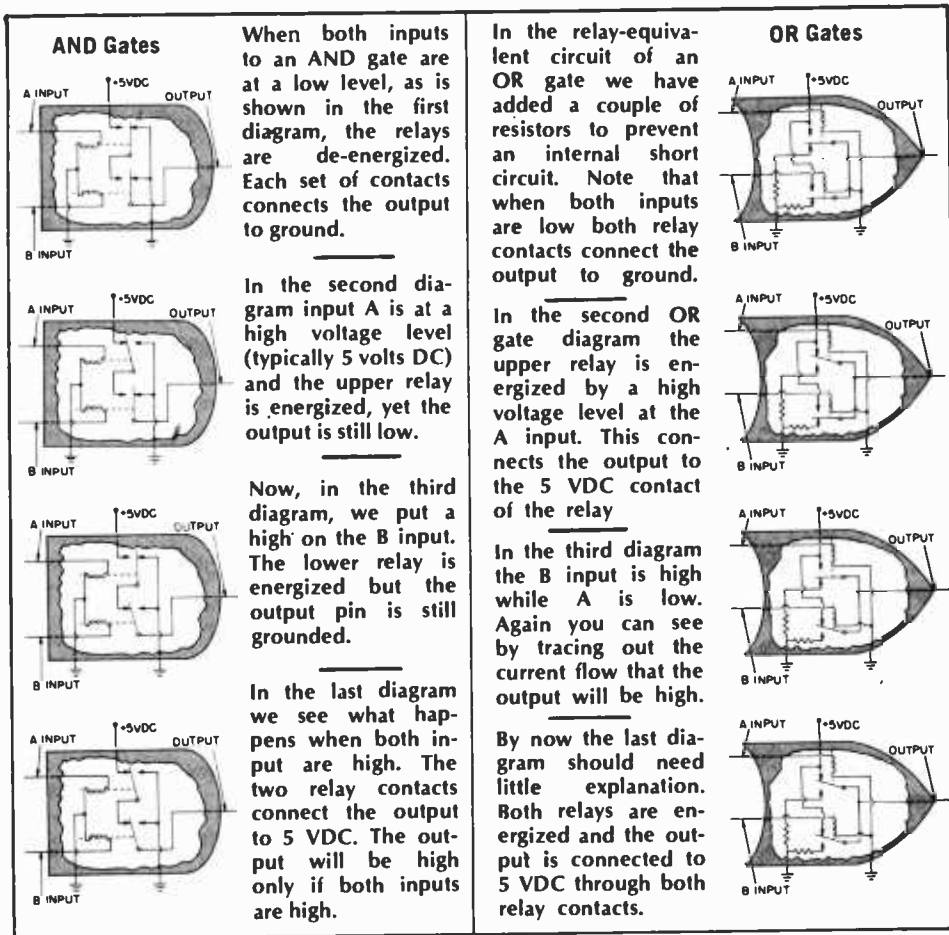 AND Gates
A INPUT
+5VDC
OUTPUT
B INPUT
A INPUT
+5VDC
OUTPUT
B INPUT
A INPUT
+5VDC
OUTPUT
B INPUT
A INPUT
+5VDC
OUTPUT
B INPUT
When both inputs
to an AND gate are
at a low level, as is
shown in the first
diagram, the relays
are de-energized.
Each set of contacts
connects the output
to ground.
In the second dia-
gram input A is at a
high voltage level
(typically 5 volts DC)
and the upper relay
is energized, yet the
output is still low.
Now, in the third
diagram, we put a
high on the B input.
The lower relay is
energized but the
output pin is still
grounded.
In the last diagram
we see what hap-
pens when both in-
put are high. The
two relay contacts
connect the output
to 5 VDC. The out-
put will be high
only if both inputs
are high.
In the relay-equiva-
lent circuit of an
OR gate we have
added a couple of
resistors to prevent
an internal short
circuit. Note that
when both inputs
are low both relay
contacts connect the
output to ground.
In the second OR
gate diagram the
upper relay is en-
ergized by a high
voltage level at the
A input. This con-
nects the output to
the 5 VDC contact
of the relay
In the third diagram
the B input is high
while A is low.
Again you can see
by tracing out the
current flow that the
output will be high.
By now the last dia-
gram should need
little explanation.
Both relays are en-
ergized and the out-
put is connected to
5 VDC through both
relay contacts.
OR Gates
A INPUT
+5VDC
OUTPUT
B INPUT
A INPUT
+5VDC
OUTPUT
B INPUT
A INPUT
+5VDC
OUTPUT
B INPUT
A INPUT
+5VDC
OUTPUT
B INPUT